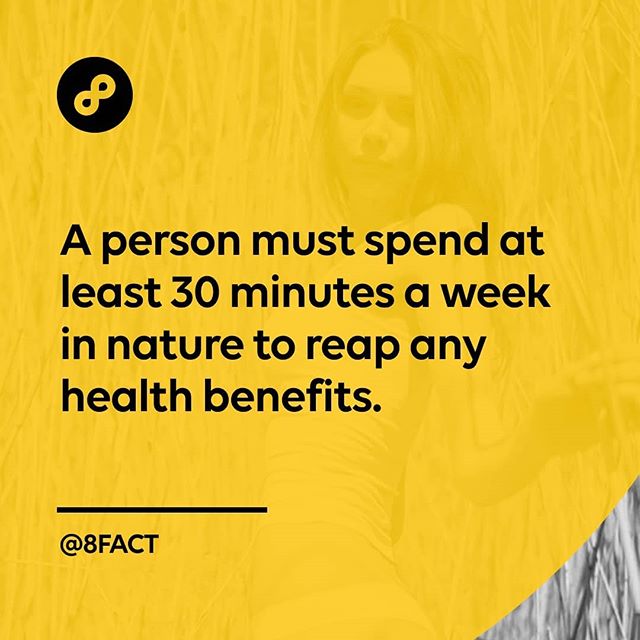 A person must spend at
least 30 minutes a week
in nature to reap any
health benefits.
@8FACT